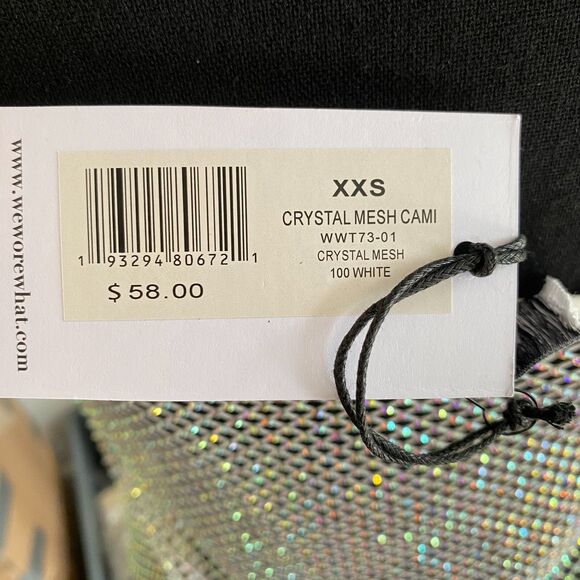 www.weworewhat.com
XXS
CRYSTAL MESH CAMI
WWT73-01
CRYSTAL MESH
100 WHITE
1 93294 80672 1
$ 58.00